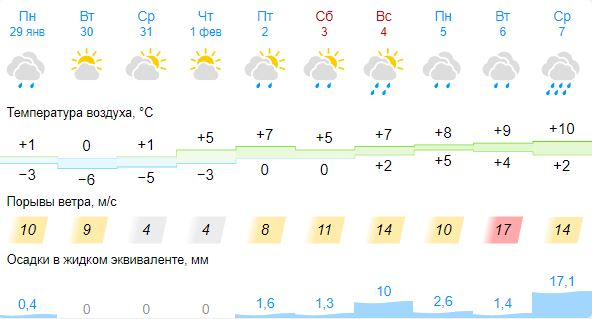 Пн Вт Ср Чт Пт Сб Вс Пн Вт Ср
29 янв 30 31 1 фев 2 3 4 5 6 7
Температура воздуха, °C
+1 0 +1 +5 +7 +5 +7 +8 +9 +10
−3 −6 −5 −3 0 0 +2 +5 +4 +2
Порывы ветра, м/с
10 9 4 4 8 11 14 10 17 14
Осадки в жидком эквиваленте, мм
0,4 0 0 0 1,6 1,3 10 2,6 1,4 17,1